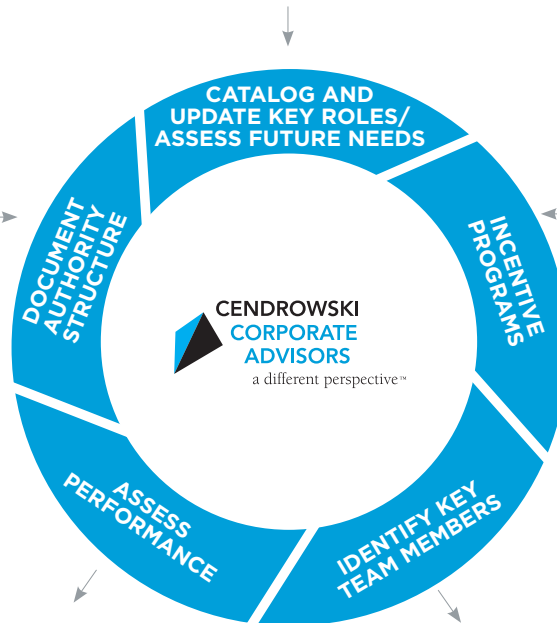 CATALOG AND
UPDATE KEY ROLES/
ASSESS FUTURE NEEDS
INCENTIVE
PROGRAMS
IDENTIFY KEY
TEAM MEMBERS
ASSESS
PERFORMANCE
DOCUMENT
AUTHORITY
STRUCTURE
CENDROWSKI
CORPORATE
ADVISORS
a different perspective™